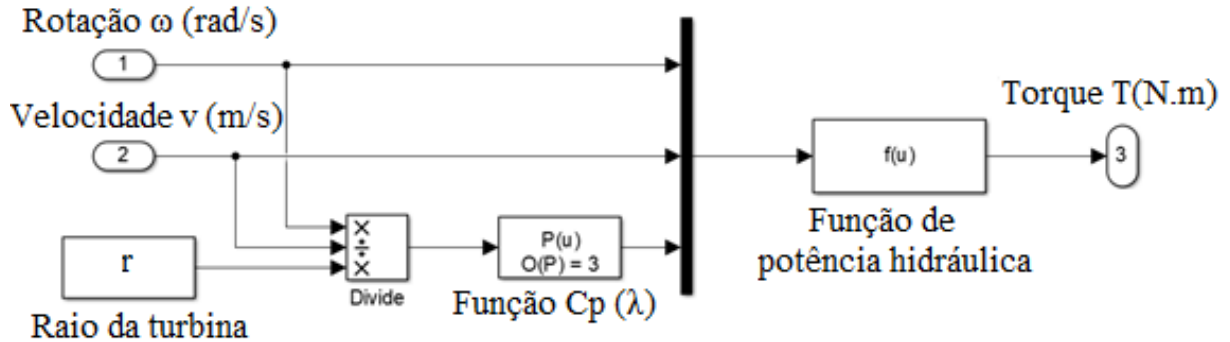 Rotação ω (rad/s)
1
Velocidade v (m/s)
2
r
Raio da turbina
×
÷
×
Divide
P(u)
O(P) = 3
Função Cp (λ)
f(u)
Função de
potência hidráulica
Torque T(N.m)
3